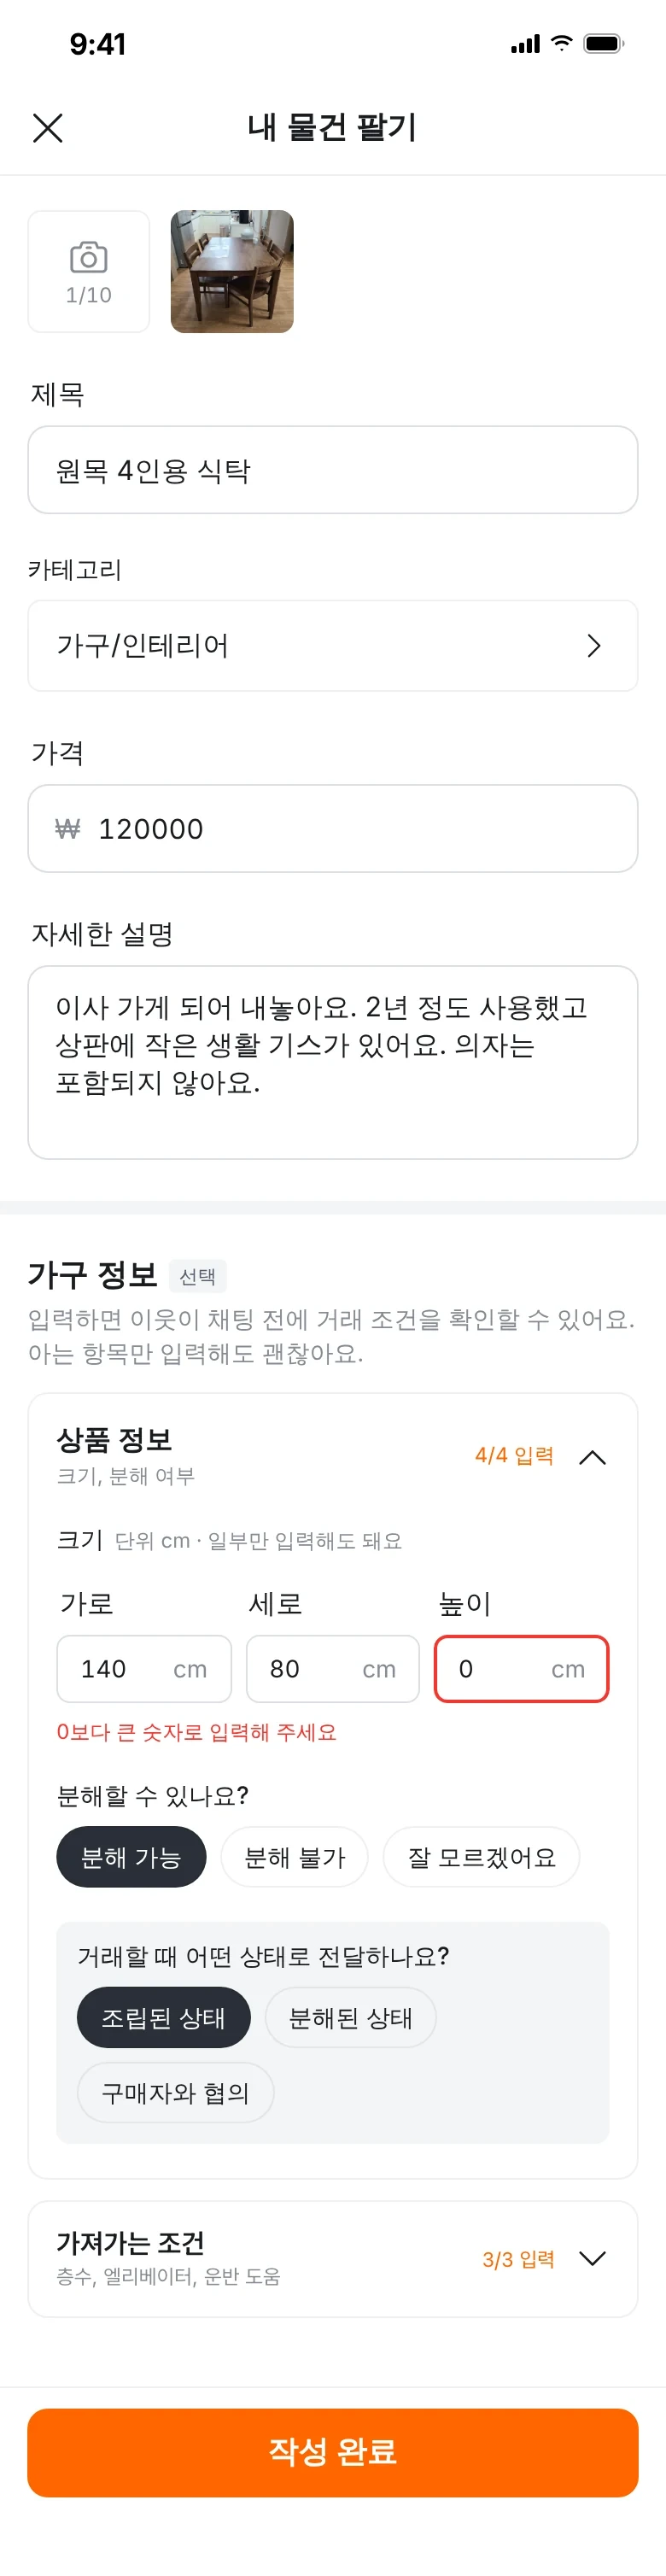 9:41
내 물건 팔기
1/10
제목
원목 4인용 식탁
카테고리
가구/인테리어
가격
₩ 120000
자세한 설명
이사 가게 되어 내놓아요. 2년 정도 사용했고
상판에 작은 생활 기스가 있어요. 의자는
포함되지 않아요.
가구 정보 선택
입력하면 이웃이 채팅 전에 거래 조건을 확인할 수 있어요.
아는 항목만 입력해도 괜찮아요.
상품 정보
4/4 입력
크기, 분해 여부
크기 단위 cm · 일부만 입력해도 돼요
가로 세로 높이
140 cm 80 cm 0 cm
0보다 큰 숫자로 입력해 주세요
분해할 수 있나요?
분해 가능 분해 불가 잘 모르겠어요
거래할 때 어떤 상태로 전달하나요?
조립된 상태 분해된 상태
구매자와 협의
가져가는 조건
3/3 입력
층수, 엘리베이터, 운반 도움
작성 완료